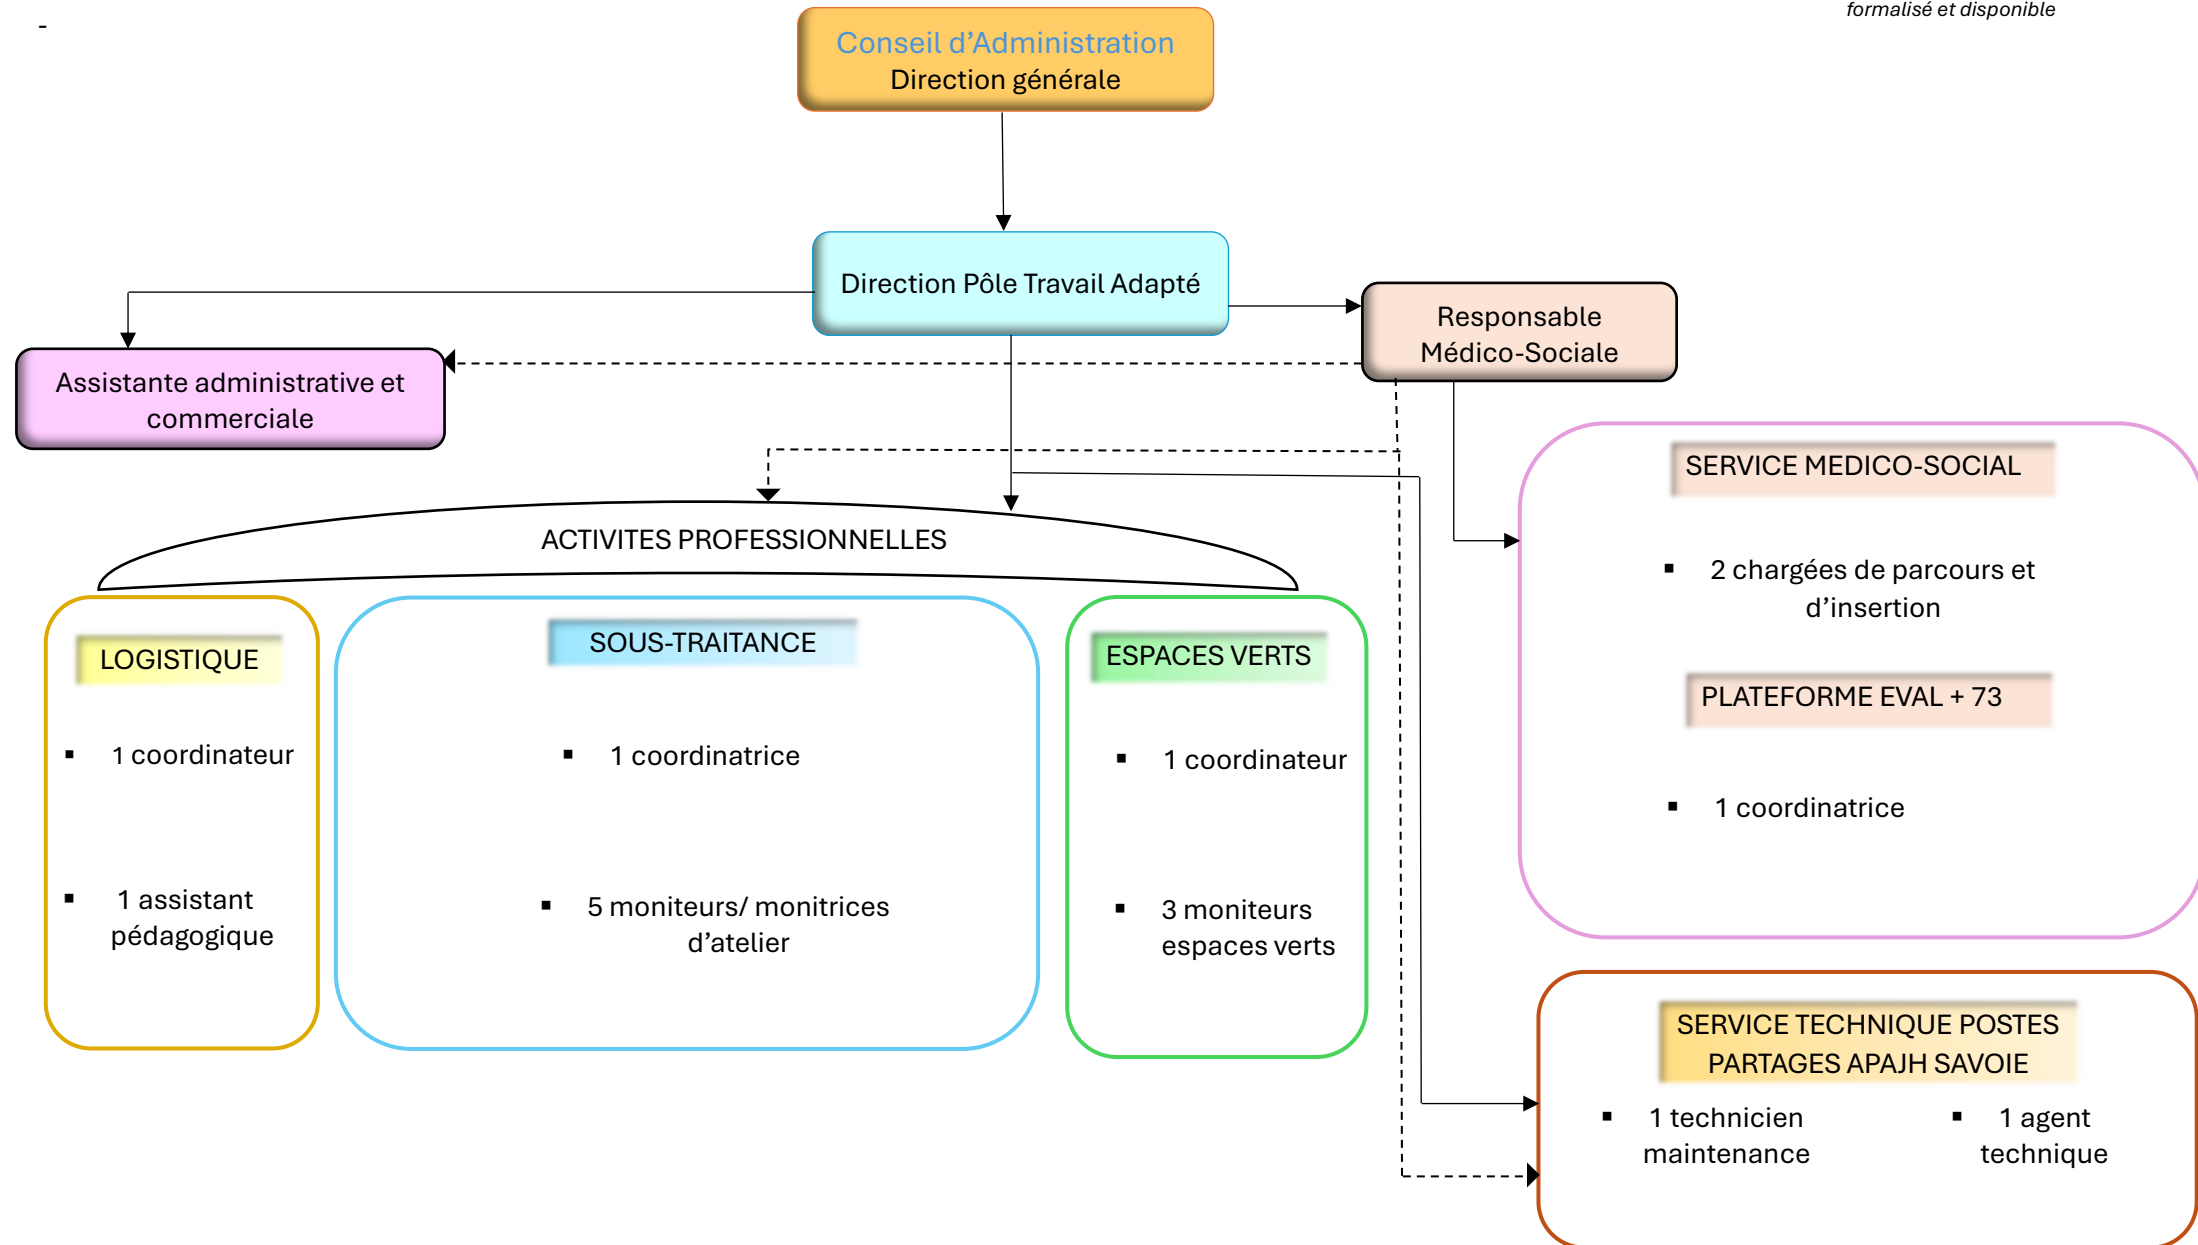 -
formalisé et disponible
Conseil d’Administration
Direction générale
Direction Pôle Travail Adapté
Responsable
Médico-Sociale
Assistante administrative et
commerciale
ACTIVITES PROFESSIONNELLES
LOGISTIQUE
▪ 1 coordinateur
▪ 1 assistant
pédagogique
SOUS-TRAITANCE
▪ 1 coordinatrice
▪ 5 moniteurs/ monitrices
d’atelier
ESPACES VERTS
▪ 1 coordinateur
▪ 3 moniteurs
espaces verts
SERVICE MEDICO-SOCIAL
▪ 2 chargées de parcours et
d’insertion
PLATEFORME EVAL + 73
▪ 1 coordinatrice
SERVICE TECHNIQUE POSTES
PARTAGES APAJH SAVOIE
▪ 1 technicien
maintenance
▪ 1 agent
technique